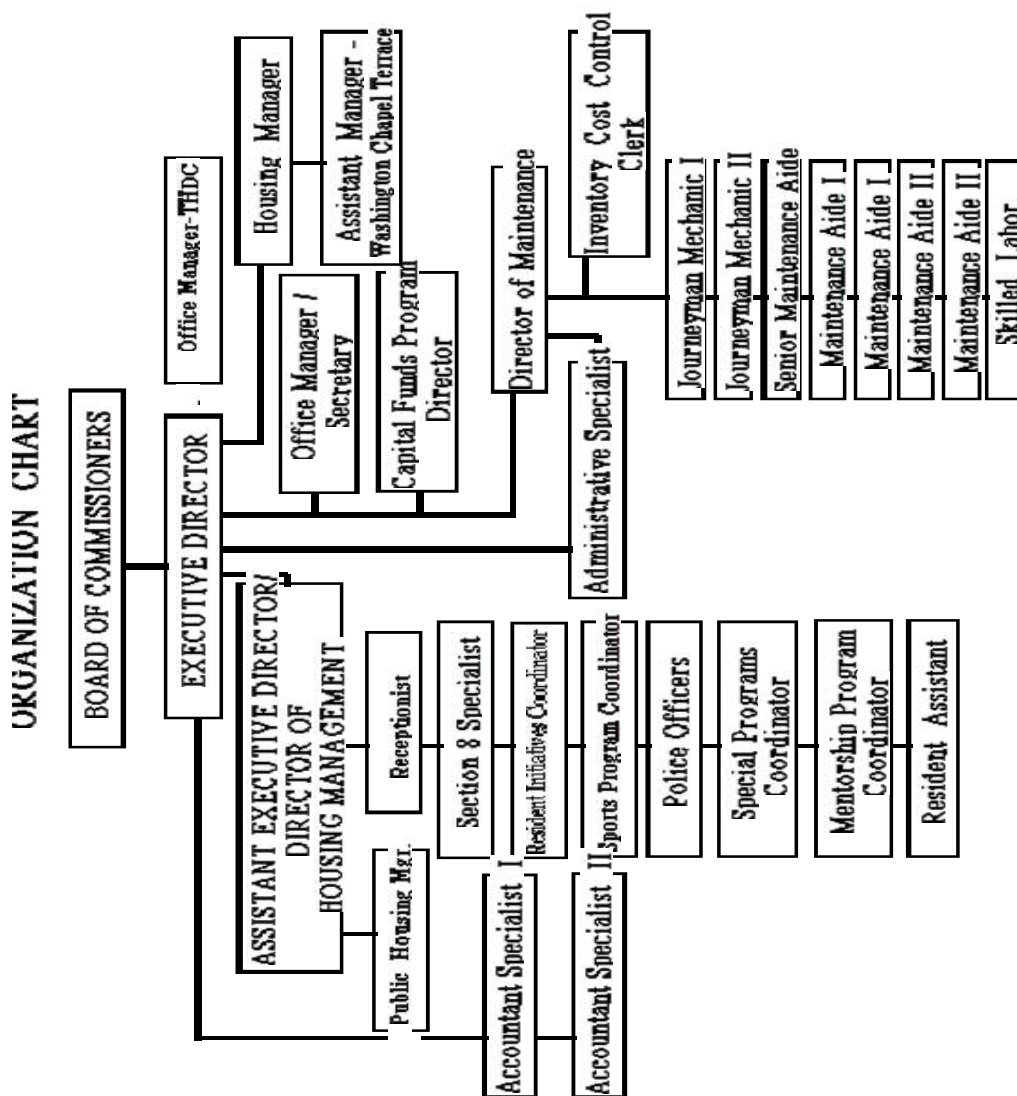 ORGANIZATION CHART
BOARD OF COMMISSIONERS
EXECUTIVE DIRECTOR
-
Office Manager-THDC
Housing Manager
Assistant Manager -
Washington Chapel Terrace
Office Manager /
Secretary
Capital Funds Program
Director
ASSISTANT EXECUTIVE DIRECTOR/
DIRECTOR OF
HOUSING MANAGEMENT
Public Housing Mgr.
Accountant Specialist I
Accountant Specialist II
Receptionist
Section 8 Specialist
Resident Initiatives Coordinator
Sports Program Coordinator
Police Officers
Special Programs
Coordinator
Mentorship Program
Coordinator
Resident Assistant
Administrative Specialist
Director of Maintenance
Inventory Cost Control
Clerk
Journeyman Mechanic I
Journeyman Mechanic II
Senior Maintenance Aide
Maintenance Aide I
Maintenance Aide I
Maintenance Aide II
Maintenance Aide II
Skilled Labor